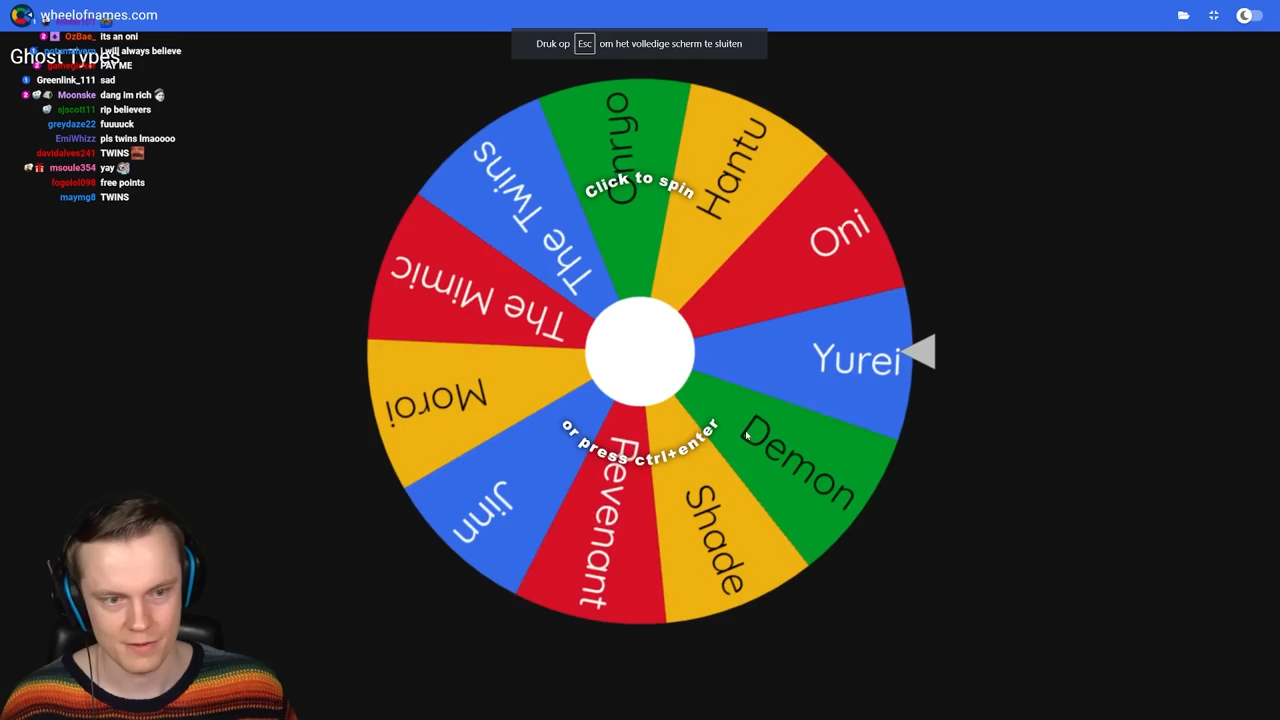 wheelofnames.com
OzBae_ its an oni
I will always believe
Ghost Types
PAY ME
Greenlink_111 sad
Moonske dang im rich
sjscott11 rip believers
greydaze22 fuuuuck
EmiWhizz pls twins lmaoooo
davidalves241 TWINS
msoule354 yay
fogelol098 free points
maymg8 TWINS
Druk op Esc om het volledige scherm te sluiten
Click to spin
or press ctrl+enter
Onryo
Hantu
Oni
Yurei
Demon
Shade
Revenant
Jinn
Moroi
The Mimic
The Twins